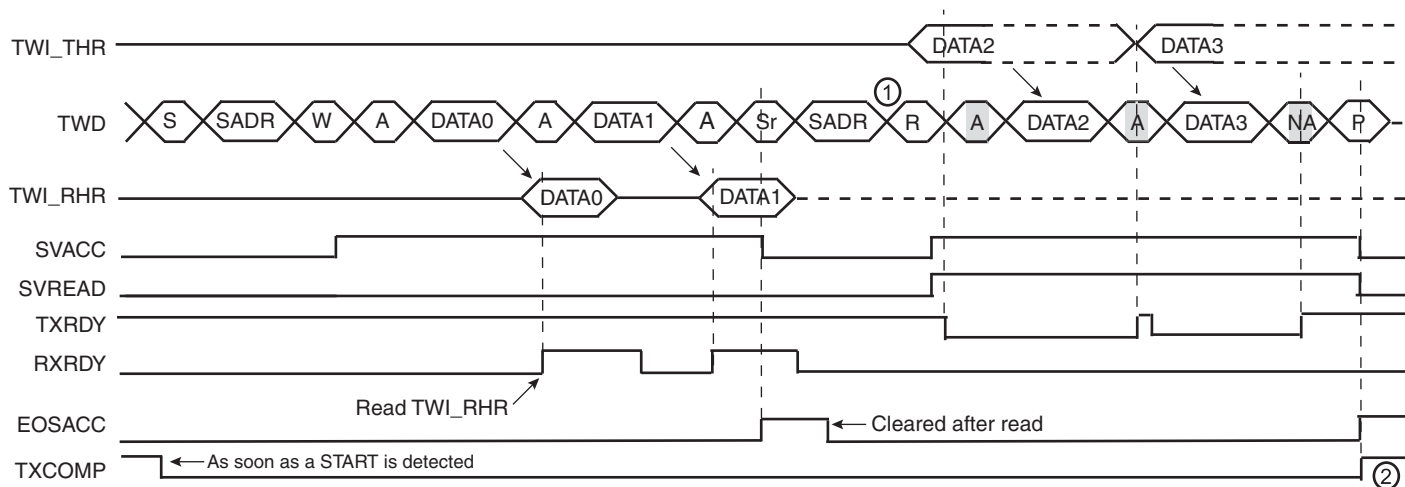 TWI_THR DATA2 DATA3
①
TWD S SADR W A DATA0 A DATA1 A Sr SADR R A DATA2 A DATA3 NA P
TWI_RHR DATA0 DATA1
SVACC
SVREAD
TXRDY
RXRDY
Read TWI_RHR
EOSACC Cleared after read
TXCOMP As soon as a START is detected ②